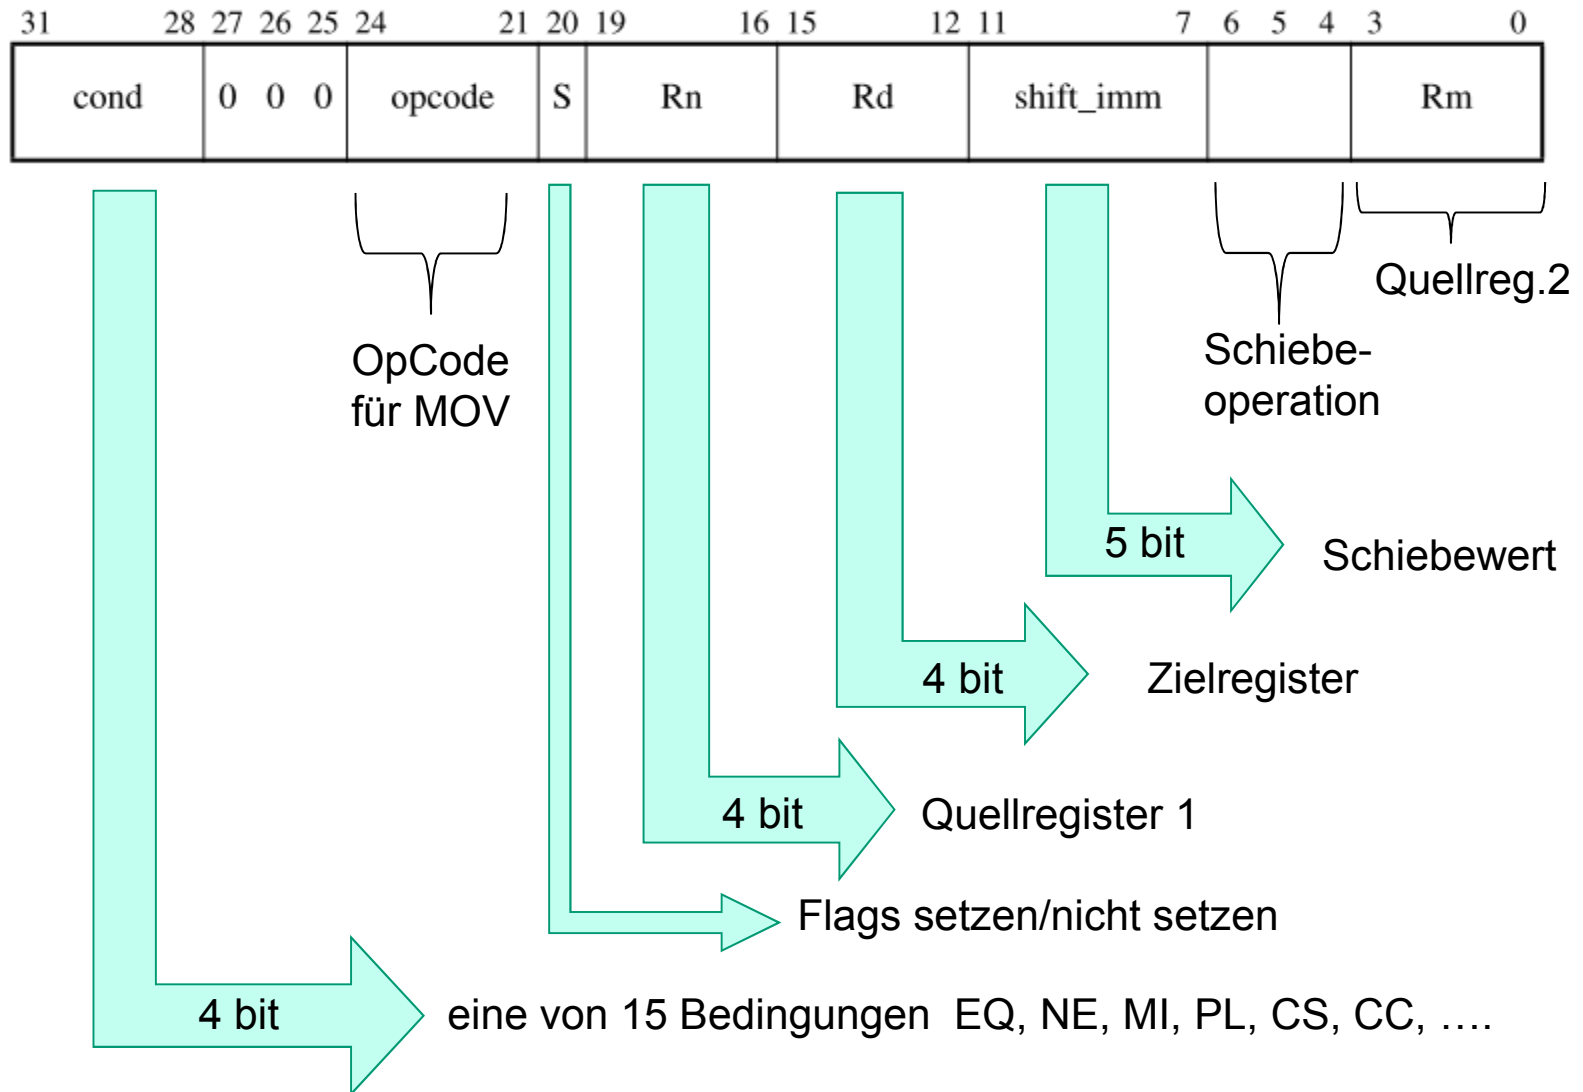 31 28 27 26 25 24 21 20 19 16 15 12 11 7 6 5 4 3 0
cond 0 0 0 opcode S Rn Rd shift_imm Rm
Quellreg.2
OpCode
für MOV
Schiebe-
operation
5 bit Schiebewert
4 bit Zielregister
4 bit Quellregister 1
Flags setzen/nicht setzen
4 bit eine von 15 Bedingungen EQ, NE, MI, PL, CS, CC, ....